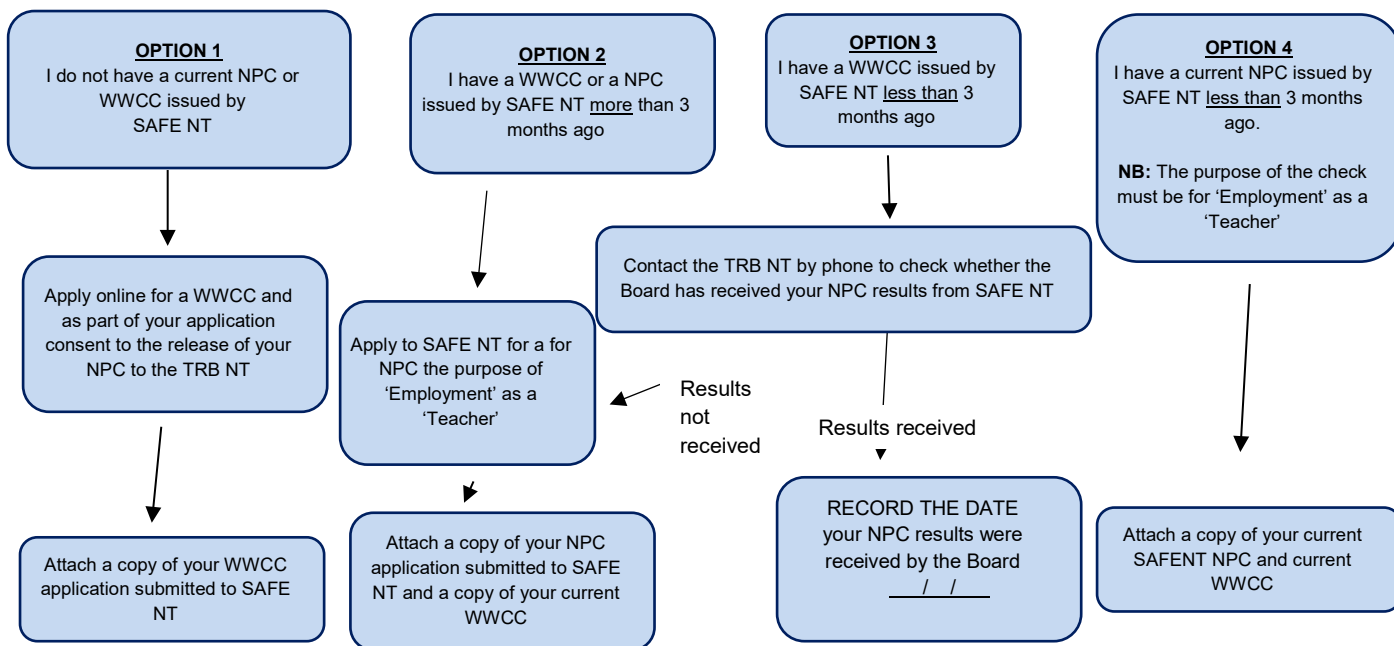 OPTION 1
I do not have a current NPC or
WWCC issued by
SAFE NT
OPTION 2
I have a WWCC or a NPC
issued by SAFE NT more than 3
months ago
OPTION 3
I have a WWCC issued by
SAFE NT less than 3
months ago
OPTION 4
I have a current NPC issued by
SAFE NT less than 3 months
ago.
NB: The purpose of the check
must be for ‘Employment’ as a
‘Teacher’
Apply online for a WWCC and
as part of your application
consent to the release of your
NPC to the TRB NT
Apply to SAFE NT for a for
NPC the purpose of
‘Employment’ as a
‘Teacher’
Contact the TRB NT by phone to check whether the
Board has received your NPC results from SAFE NT
Results
not
received
Results received
Attach a copy of your WWCC
application submitted to SAFE
NT
Attach a copy of your NPC
application submitted to SAFE
NT and a copy of your current
WWCC
RECORD THE DATE
your NPC results were
received by the Board
/ /
Attach a copy of your current
SAFENT NPC and current
WWCC